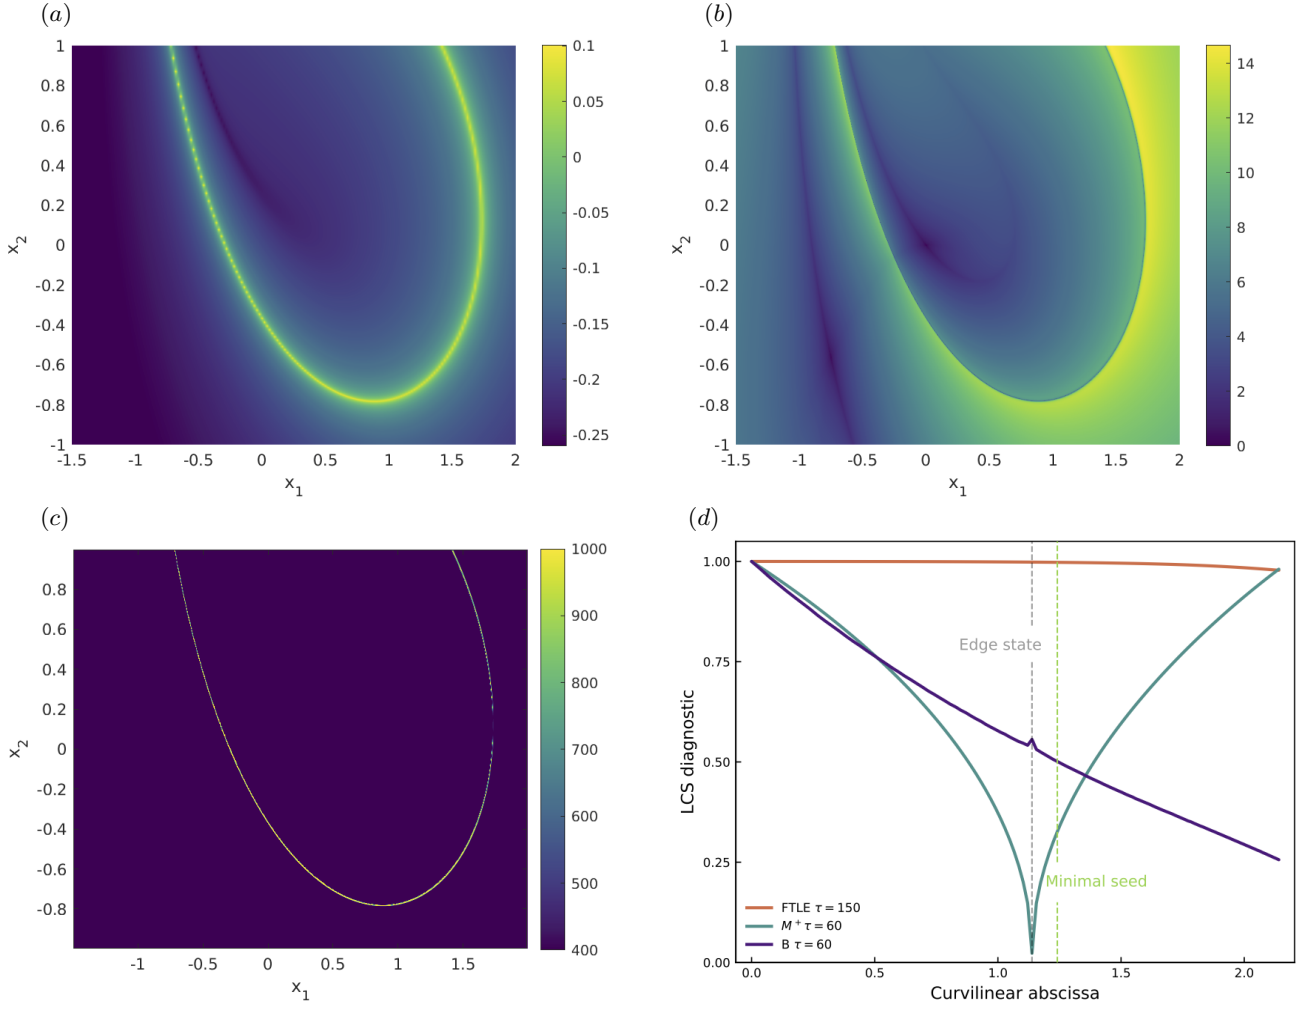 (a)
1
0.8
0.6
0.4
0.2
0
-0.2
-0.4
-0.6
-0.8
-1
x2
-1.5 -1 -0.5 0 0.5 1 1.5 2
x1
0.1
0.05
0
-0.05
-0.1
-0.15
-0.2
-0.25
(b)
1
0.8
0.6
0.4
0.2
0
-0.2
-0.4
-0.6
-0.8
-1
x2
-1.5 -1 -0.5 0 0.5 1 1.5 2
x1
14
12
10
8
6
4
2
0
(c)
0.8
0.6
0.4
0.2
0
-0.2
-0.4
-0.6
-0.8
x2
-1 -0.5 0 0.5 1 1.5
x1
1000
900
800
700
600
500
400
(d)
1.00
0.75
0.50
0.25
0.00
LCS diagnostic
Edge state
Minimal seed
FTLE τ = 150
M+ τ = 60
B τ = 60
0.0 0.5 1.0 1.5 2.0
Curvilinear abscissa